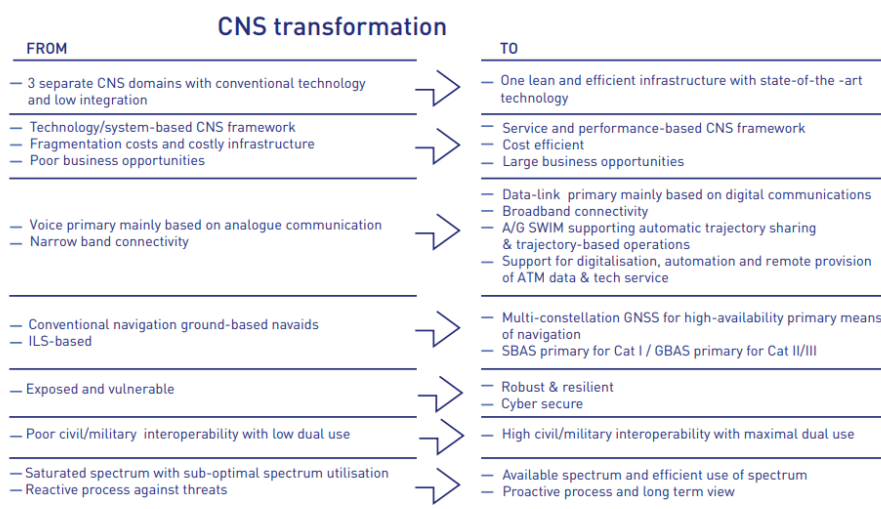 CNS transformation
FROM
TO
– 3 separate CNS domains with conventional technology
and low integration
– One lean and efficient infrastructure with state-of-the -art
technology
– Technology/system-based CNS framework
– Fragmentation costs and costly infrastructure
– Poor business opportunities
– Service and performance-based CNS framework
– Cost efficient
– Large business opportunities
– Voice primary mainly based on analogue communication
– Narrow band connectivity
– Data-link primary mainly based on digital communications
– Broadband connectivity
– A/G SWIM supporting automatic trajectory sharing
& trajectory-based operations
– Support for digitalisation, automation and remote provision
of ATM data & tech service
– Conventional navigation ground-based navaids
– ILS-based
– Multi-constellation GNSS for high-availability primary means
of navigation
– SBAS primary for Cat I / GBAS primary for Cat II/III
– Exposed and vulnerable
– Robust & resilient
– Cyber secure
– Poor civil/military interoperability with low dual use
– High civil/military interoperability with maximal dual use
– Saturated spectrum with sub-optimal spectrum utilisation
– Reactive process against threats
– Available spectrum and efficient use of spectrum
– Proactive process and long term view